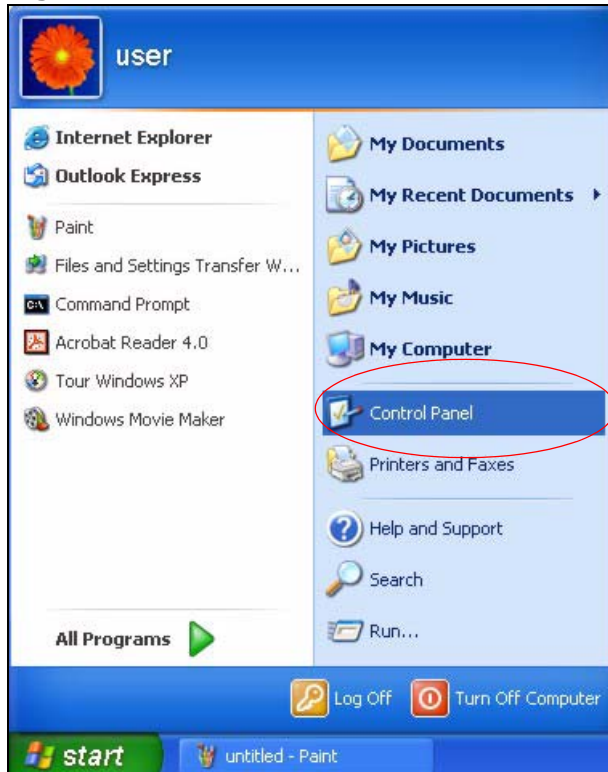 user
Internet Explorer
Outlook Express
Paint
Files and Settings Transfer W...
Command Prompt
Acrobat Reader 4.0
Tour Windows XP
Windows Movie Maker
All Programs
My Documents
My Recent Documents
My Pictures
My Music
My Computer
Control Panel
Printers and Faxes
Help and Support
Search
Run...
Log Off
Turn Off Computer
start
untitled - Paint